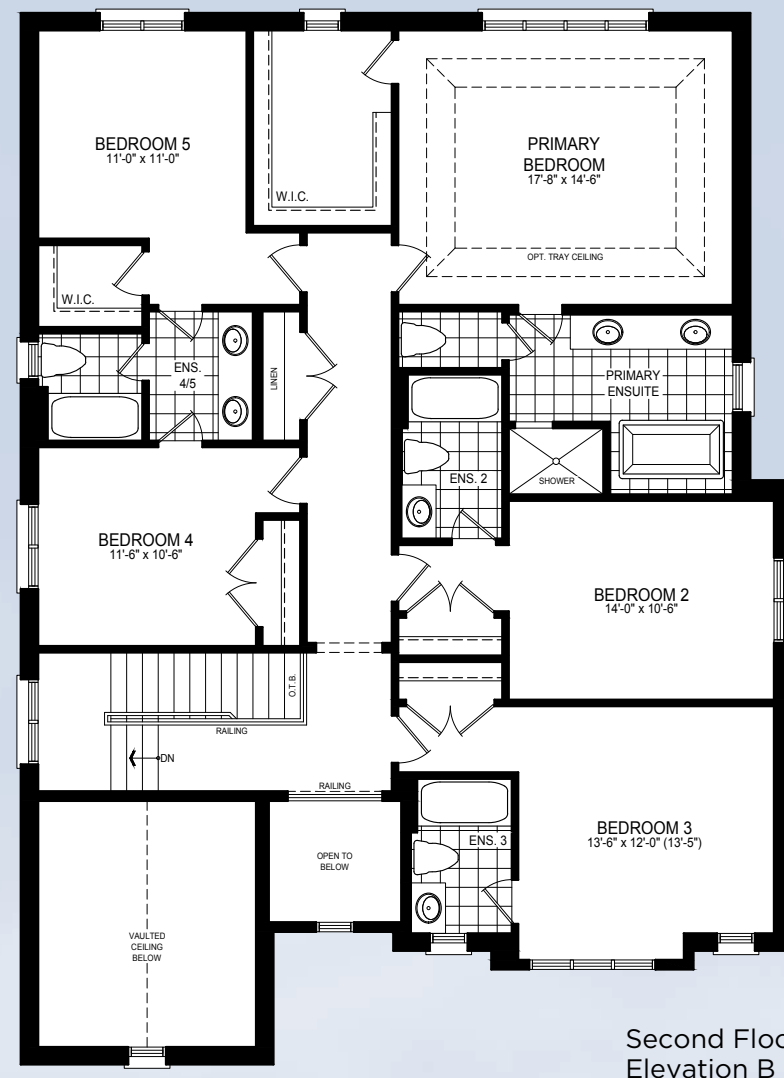 BEDROOM 5
11'-0" x 11'-0"
W.I.C.
PRIMARY
BEDROOM
17'-8" x 14'-6"
OPT. TRAY CEILING
W.I.C.
ENS.
4/5
LINEN
PRIMARY
ENSUITE
SHOWER
ENS. 2
BEDROOM 4
11'-6" x 10'-6"
BEDROOM 2
14'-0" x 10'-6"
O.T.B.
RAILING
DN
RAILING
OPEN TO
BELOW
ENS. 3
BEDROOM 3
13'-6" x 12'-0" (13'-5")
VAULTED
CEILING
BELOW
Second Floo
Elevation B